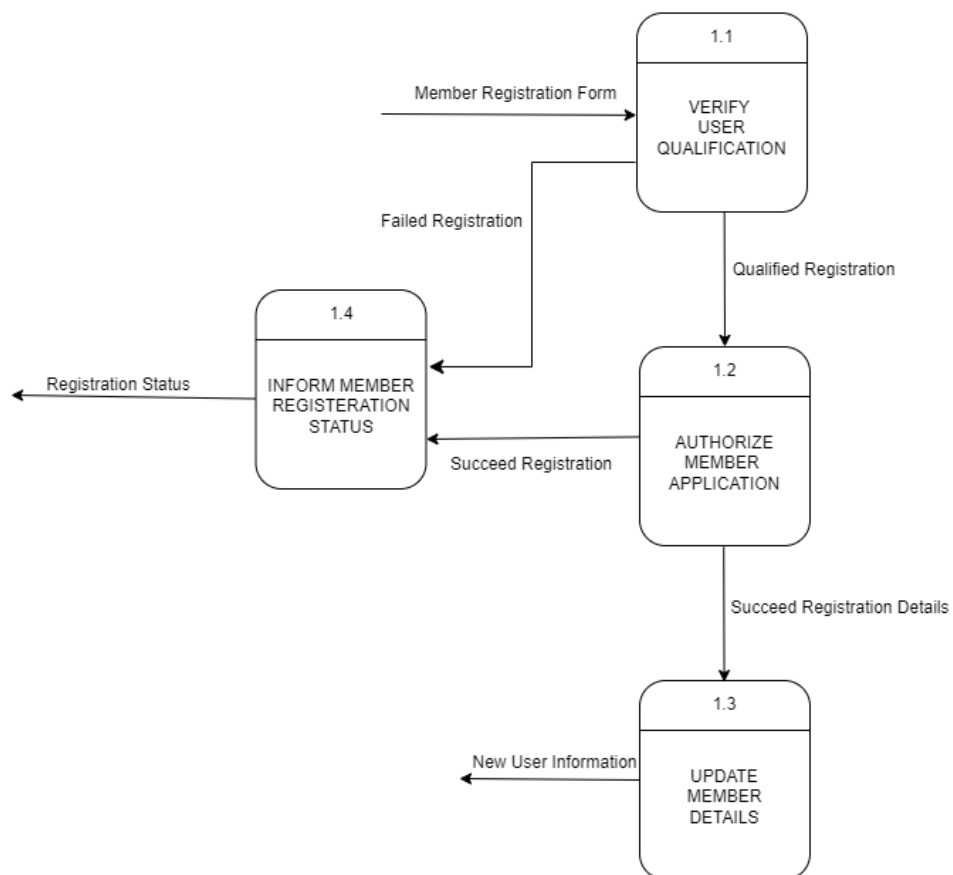 1.1
Member Registration Form
VERIFY
USER
QUALIFICATION
Failed Registration
Qualified Registration
1.4
1.2
Registration Status
INFORM MEMBER
REGISTERATION
STATUS
AUTHORIZE
MEMBER
APPLICATION
Succeed Registration
Succeed Registration Details
1.3
New User Information
UPDATE
MEMBER
DETAILS